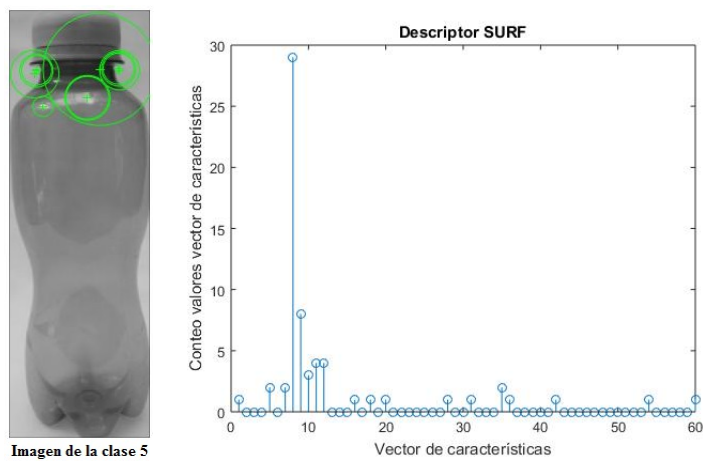 Descriptor SURF
Conteo valores vector de características
30
25
20
15
10
5
0
0 10 20 30 40 50 60
Vector de características
Imagen de la clase 5